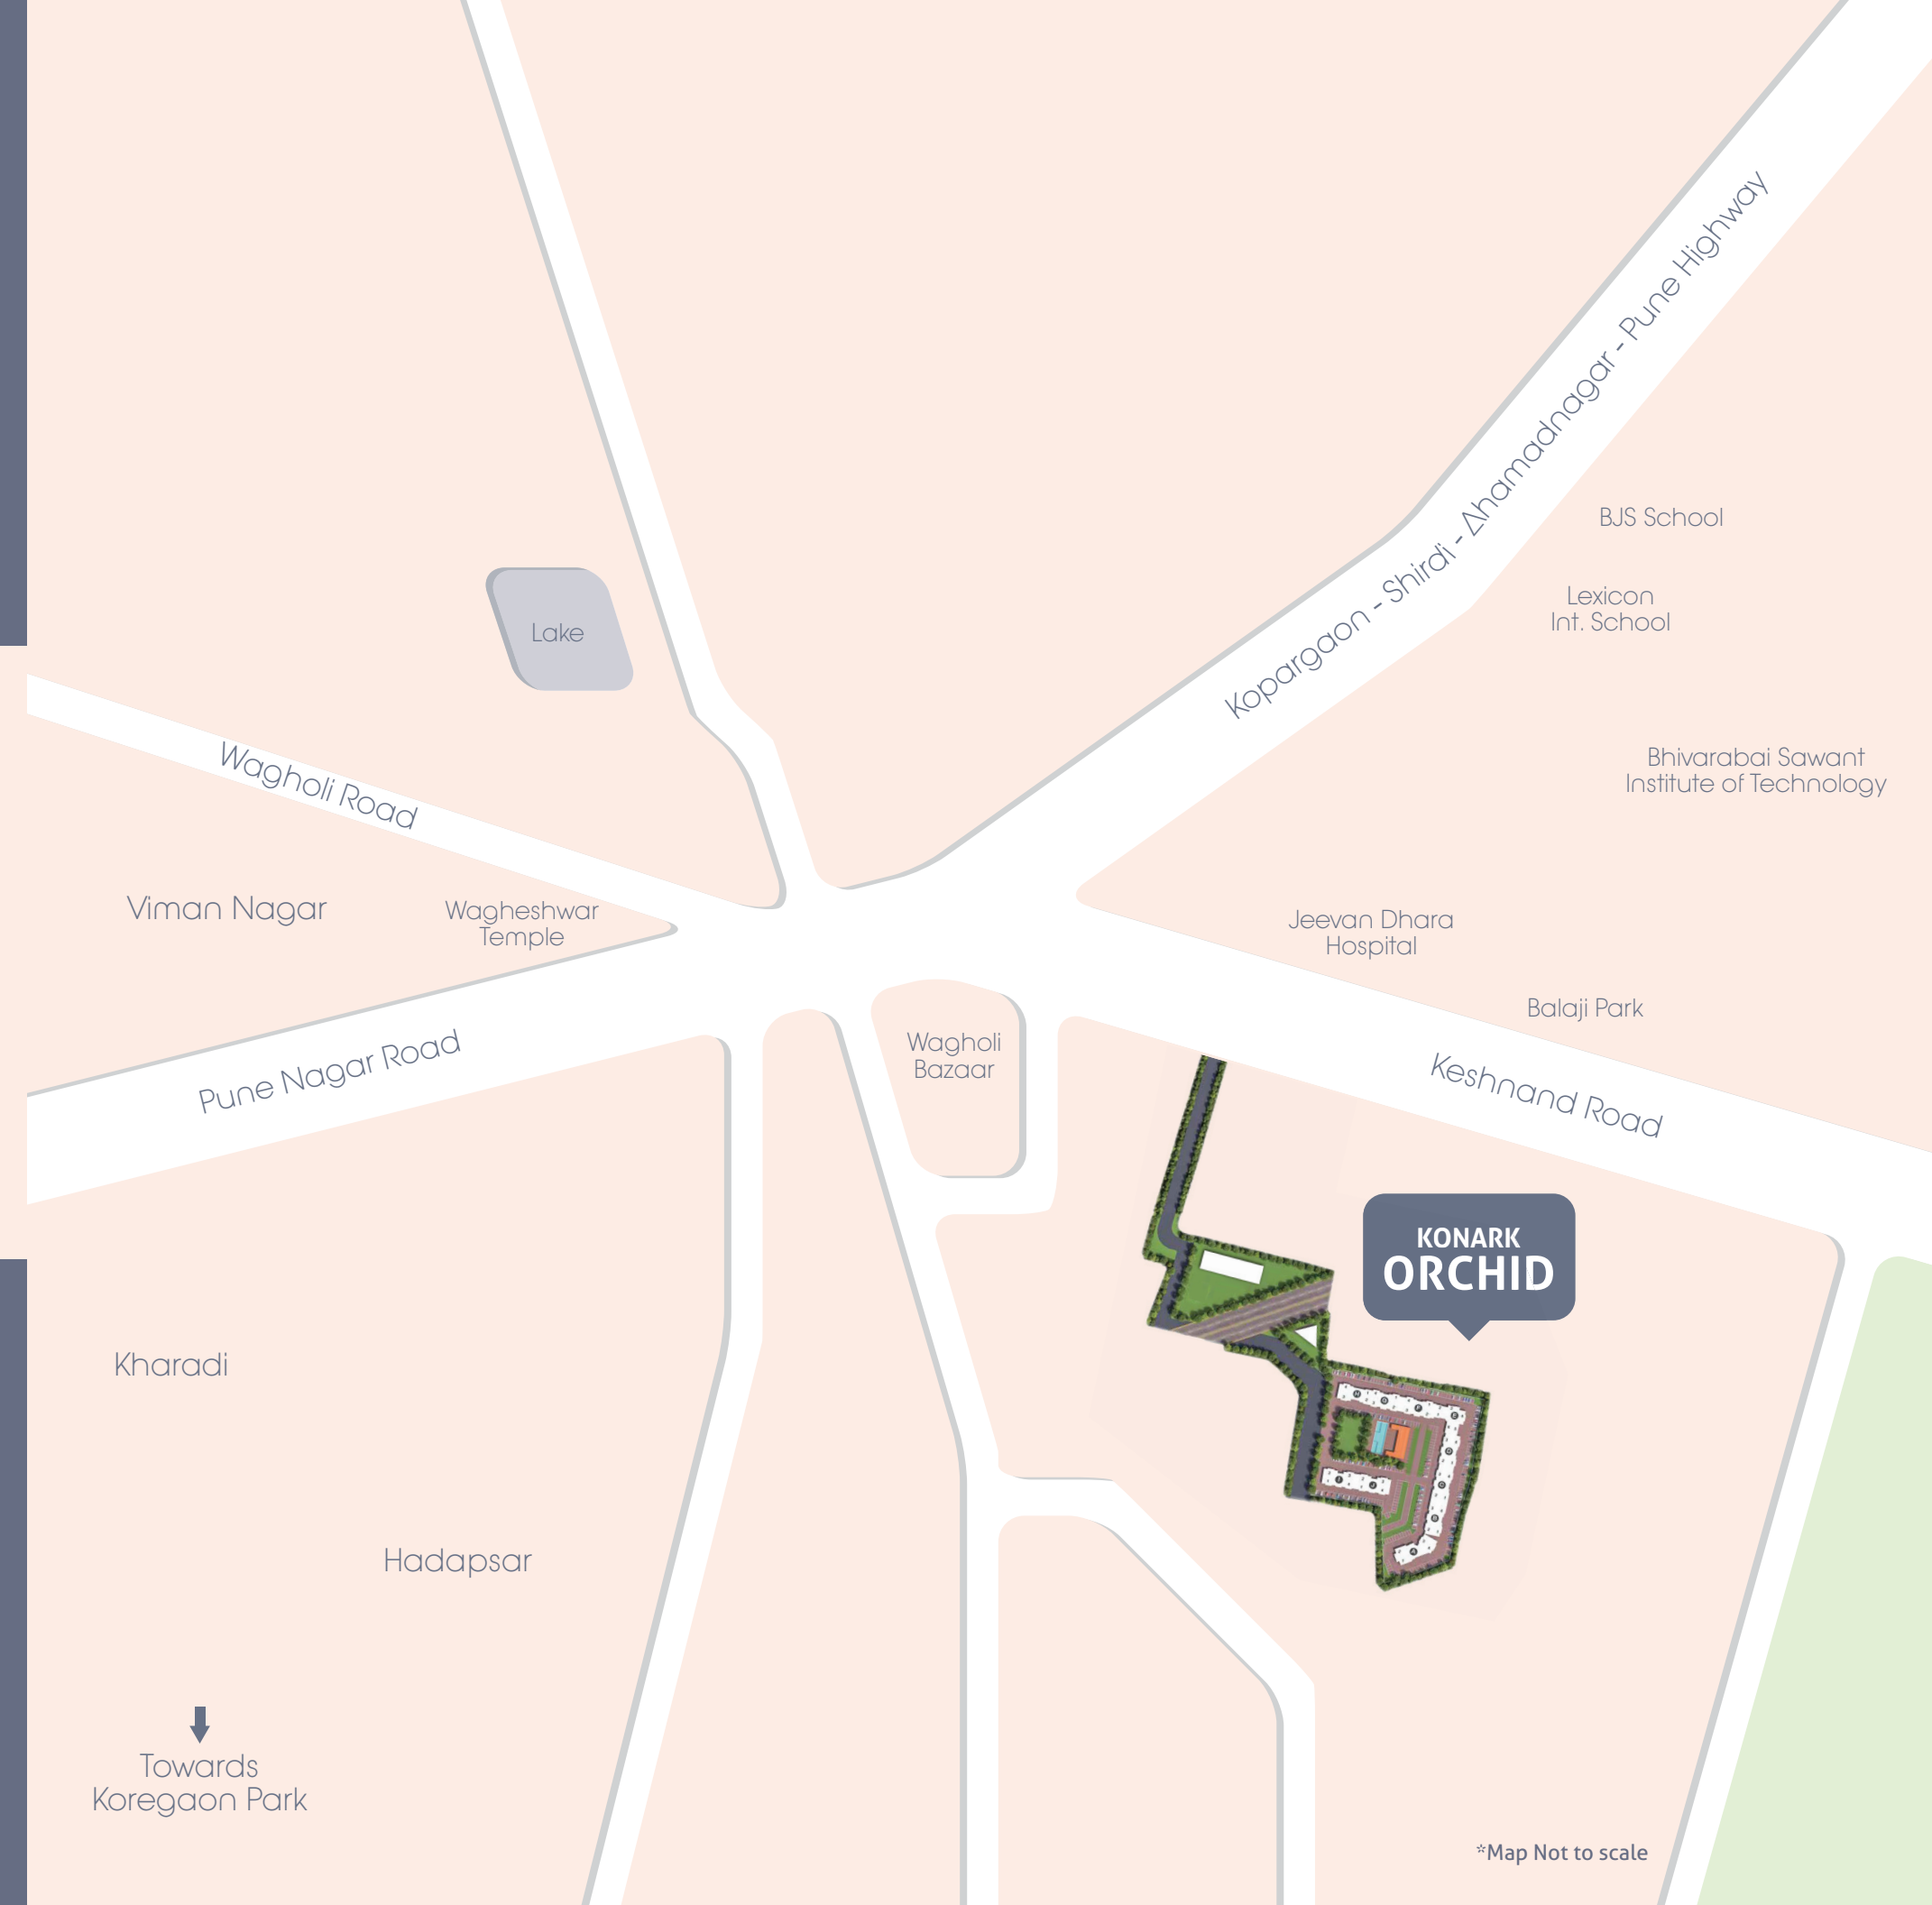 Kopargaon - Shirdi - Ahamadnagar - Pune Highway
BJS School
Lexicon
Int. School
Lake
Wagholi Road
Bhivarabai Sawant
Institute of Technology
Viman Nagar
Wagheshwar
Temple
Jeevan Dhara
Hospital
Balaji Park
Pune Nagar Road
Wagholi
Bazaar
Keshnand Road
KONARK
ORCHID
Kharadi
Hadapsar
Towards
Koregaon Park
*Map Not to scale